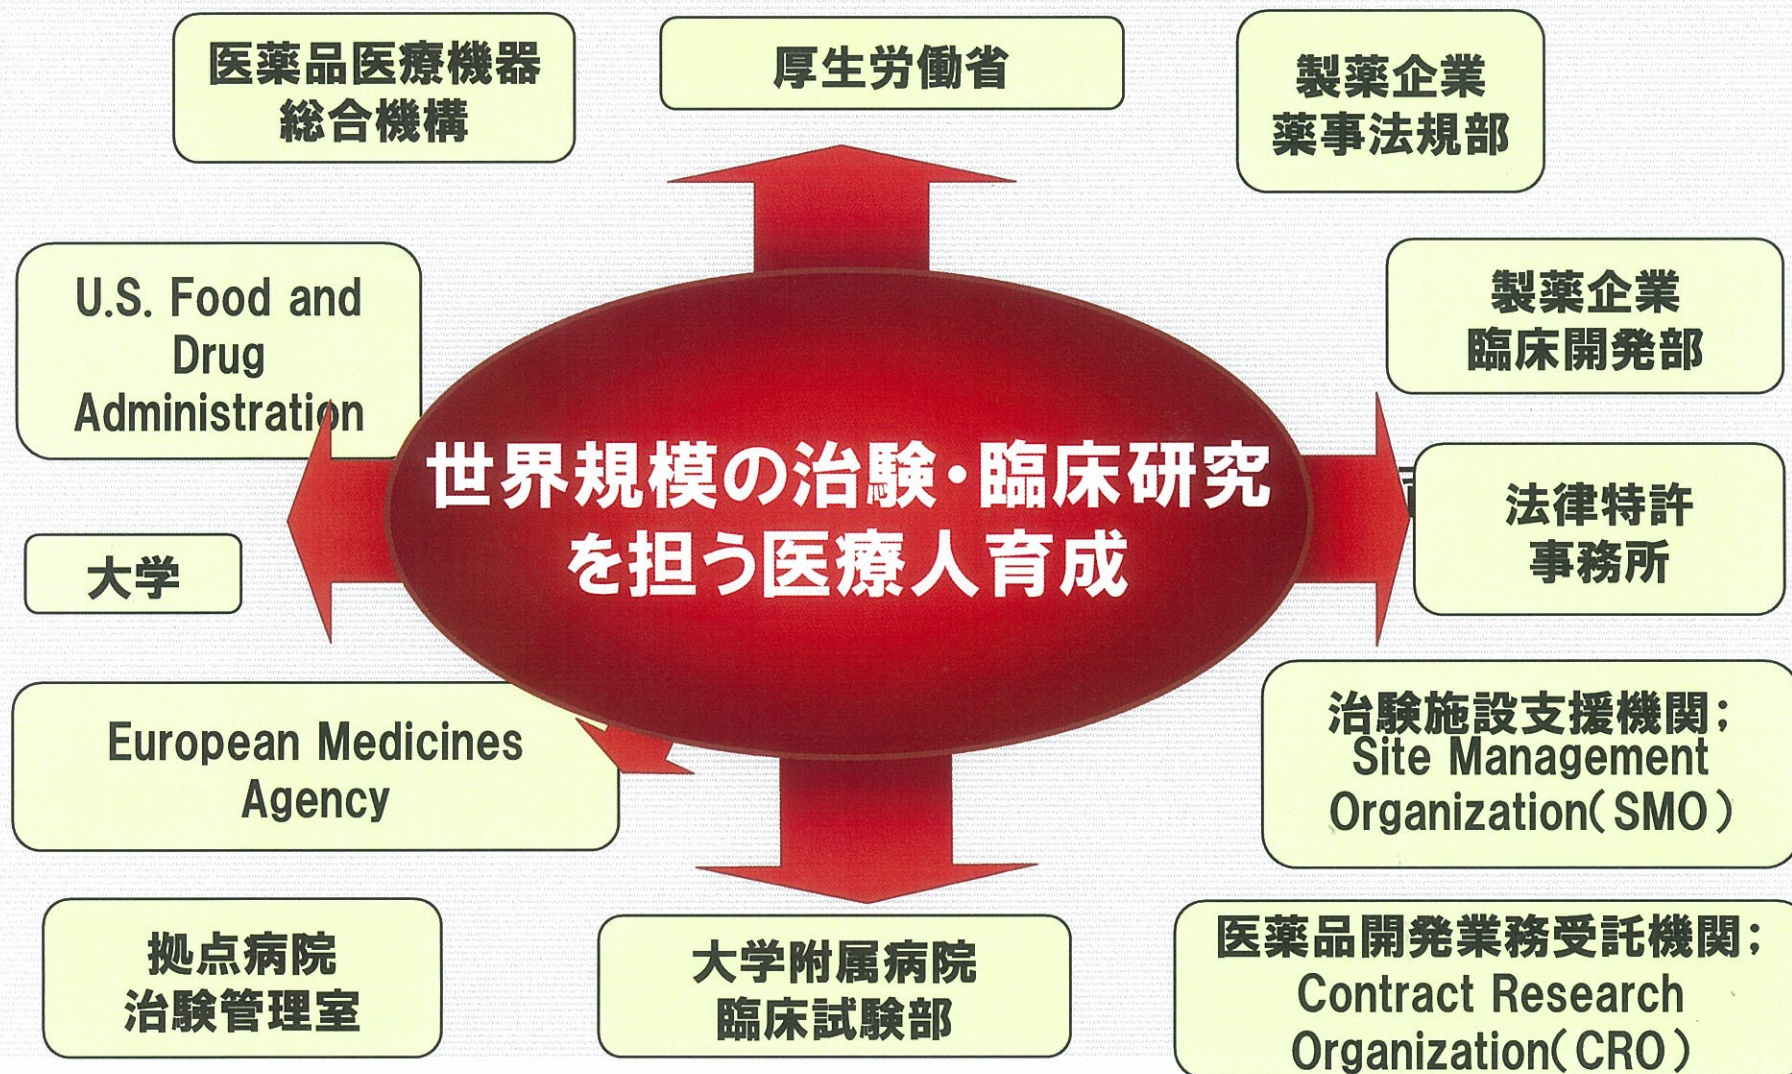 医薬品医療機器
総合機構
厚生労働省
製薬企業
薬事法規部
U.S. Food and
Drug
Administration
製薬企業
臨床開発部
世界規模の治験・臨床研究
を担う医療人育成
大学
法律特許
事務所
European Medicines
Agency
治験施設支援機関；
Site Management
Organization(SMO)
拠点病院
治験管理室
大学附属病院
臨床試験部
医薬品開発業務受託機関；
Contract Research
Organization(CRO)